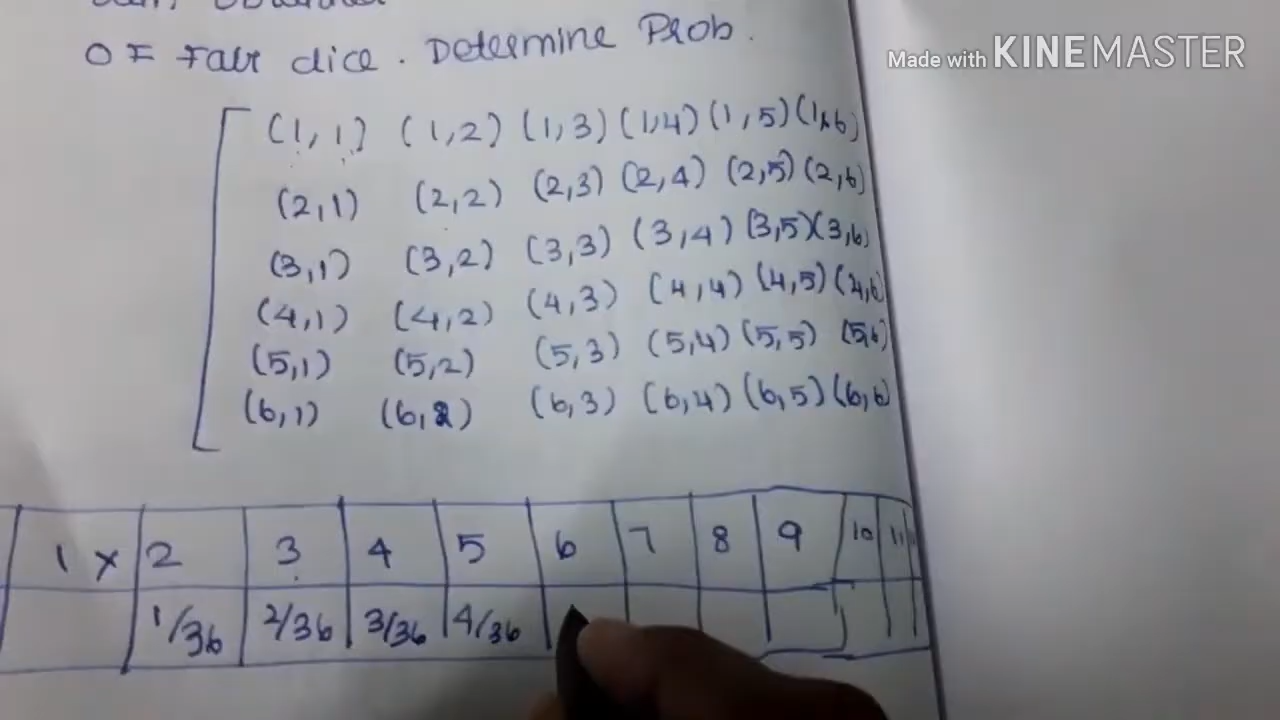 OF Fair dice. Determine Prob.
Made with KINEMASTER
(1,1) (1,2) (1,3) (1,4) (1,5) (1,6)
(2,1) (2,2) (2,3) (2,4) (2,5) (2,6)
(3,1) (3,2) (3,3) (3,4) (3,5) (3,6)
(4,1) (4,2) (4,3) (4,4) (4,5) (4,6)
(5,1) (5,2) (5,3) (5,4) (5,5) (5,6)
(6,1) (6,2) (6,3) (6,4) (6,5) (6,6)
1 x 2 3 4 5 6 7 8 9 10 11
1/36 2/36 3/36 4/36